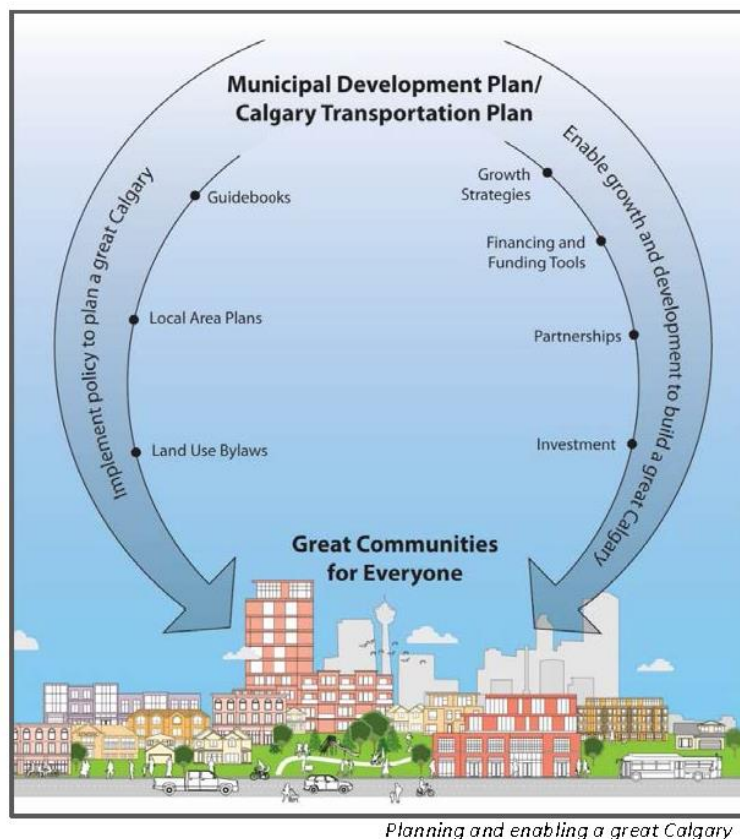 Municipal Development Plan/
Calgary Transportation Plan
Implement policy to plan a great Calgary
Guidebooks
Local Area Plans
Land Use Bylaws
Enable growth and development to build a great Calgary
Growth
Strategies
Financing and
Funding Tools
Partnerships
Investment
Great Communities
for Everyone
Planning and enabling a great Calgary